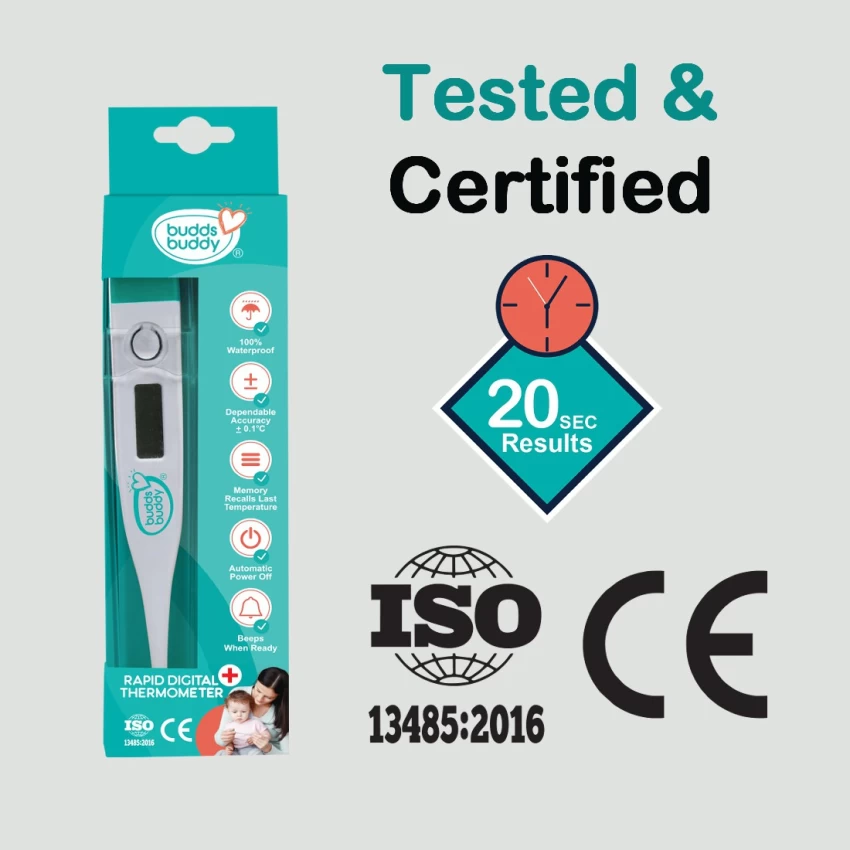 Tested &
Certified
20 SEC
Results
ISO
13485:2016
CE
budds
buddy
®
100%
Waterproof
±
Dependable
Accuracy
± 0.1°C
Memory
Recalls Last
Temperature
Automatic
Power Off
Beeps
When Ready
budds
buddy
®
RAPID DIGITAL
THERMOMETER
ISO
13485:2016
CE